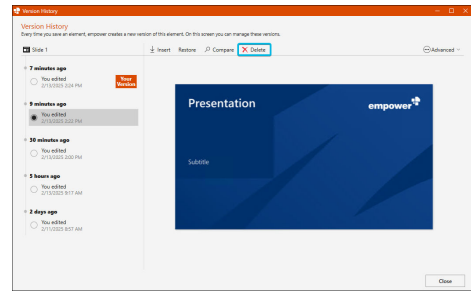 Version History
Version History
Every time you save an element, empower creates a new version of this element. On this screen you can manage these versions.
Slide 1
Insert Restore Compare Delete Advanced
7 minutes ago
You edited
2/13/2025 2:24 PM
Your Version
9 minutes ago
You edited
2/13/2025 2:22 PM
30 minutes ago
You edited
2/13/2025 2:00 PM
5 hours ago
You edited
2/13/2025 9:17 AM
2 days ago
You edited
2/11/2025 8:57 AM
Presentation
empower
Subtitle
Close